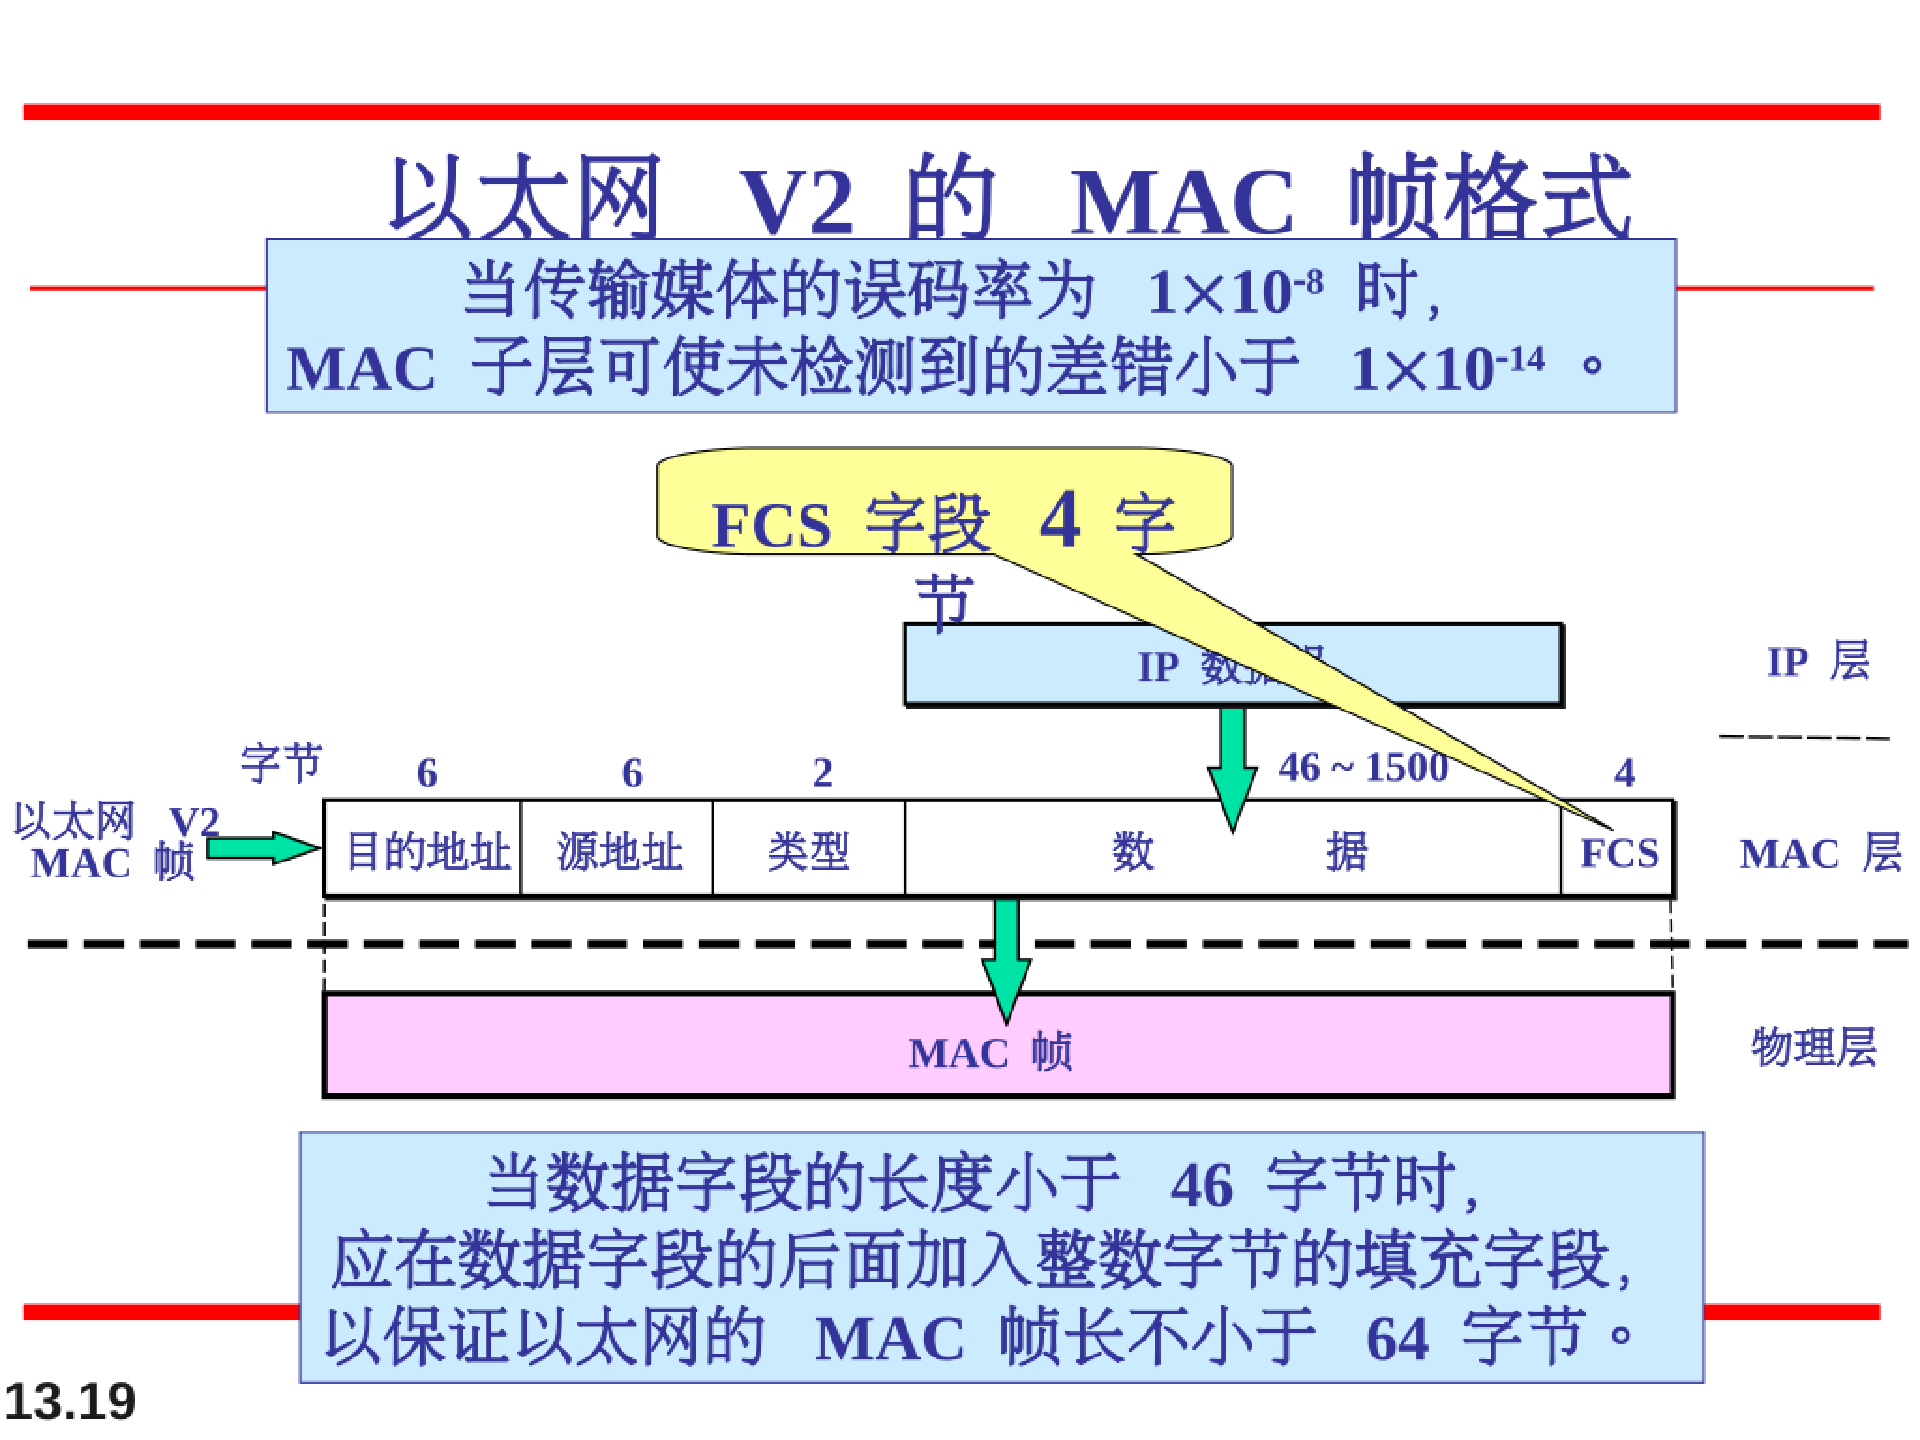 以太网 V2 的 MAC 帧格式
当传输媒体的误码率为 1×10-8 时，
MAC 子层可使未检测到的差错小于 1×10-14 。
FCS 字段 4 字
节
IP 数据
IP 层
字节 6 6 2 46 ~ 1500 4
以太网 V2
MAC 帧
目的地址 源地址 类型 数 据 FCS
MAC 层
MAC 帧
物理层
当数据字段的长度小于 46 字节时，
应在数据字段的后面加入整数字节的填充字段，
以保证以太网的 MAC 帧长不小于 64 字节。
13.19